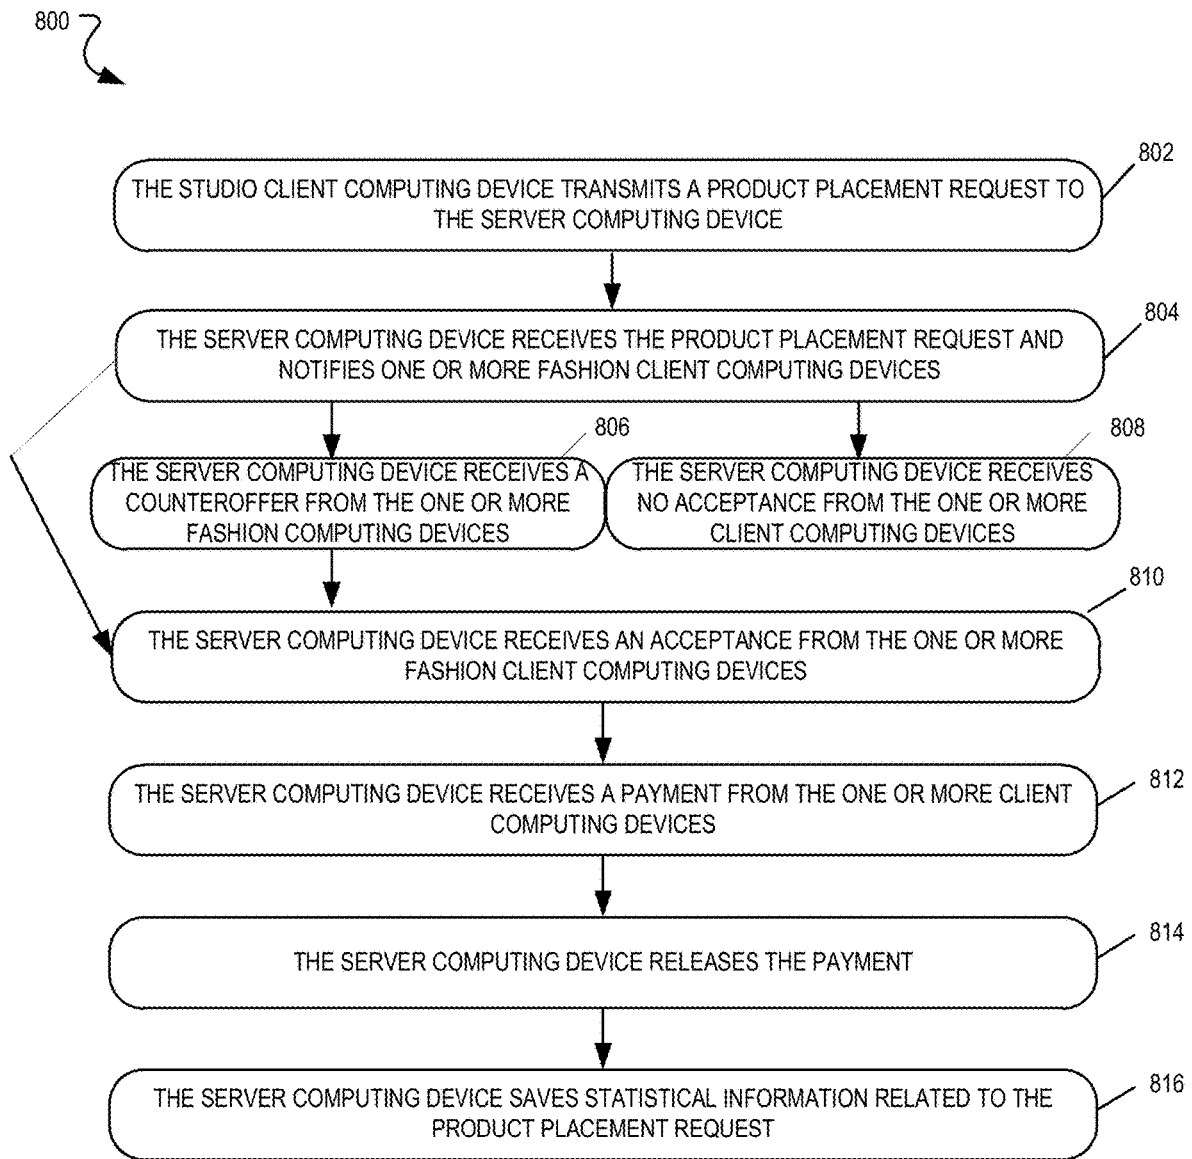 800
802
THE STUDIO CLIENT COMPUTING DEVICE TRANSMITS A PRODUCT PLACEMENT REQUEST TO
THE SERVER COMPUTING DEVICE
804
THE SERVER COMPUTING DEVICE RECEIVES THE PRODUCT PLACEMENT REQUEST AND
NOTIFIES ONE OR MORE FASHION CLIENT COMPUTING DEVICES
806
THE SERVER COMPUTING DEVICE RECEIVES A
COUNTEROFFER FROM THE ONE OR MORE
FASHION COMPUTING DEVICES
808
THE SERVER COMPUTING DEVICE RECEIVES
NO ACCEPTANCE FROM THE ONE OR MORE
CLIENT COMPUTING DEVICES
810
THE SERVER COMPUTING DEVICE RECEIVES AN ACCEPTANCE FROM THE ONE OR MORE
FASHION CLIENT COMPUTING DEVICES
812
THE SERVER COMPUTING DEVICE RECEIVES A PAYMENT FROM THE ONE OR MORE CLIENT
COMPUTING DEVICES
814
THE SERVER COMPUTING DEVICE RELEASES THE PAYMENT
816
THE SERVER COMPUTING DEVICE SAVES STATISTICAL INFORMATION RELATED TO THE
PRODUCT PLACEMENT REQUEST